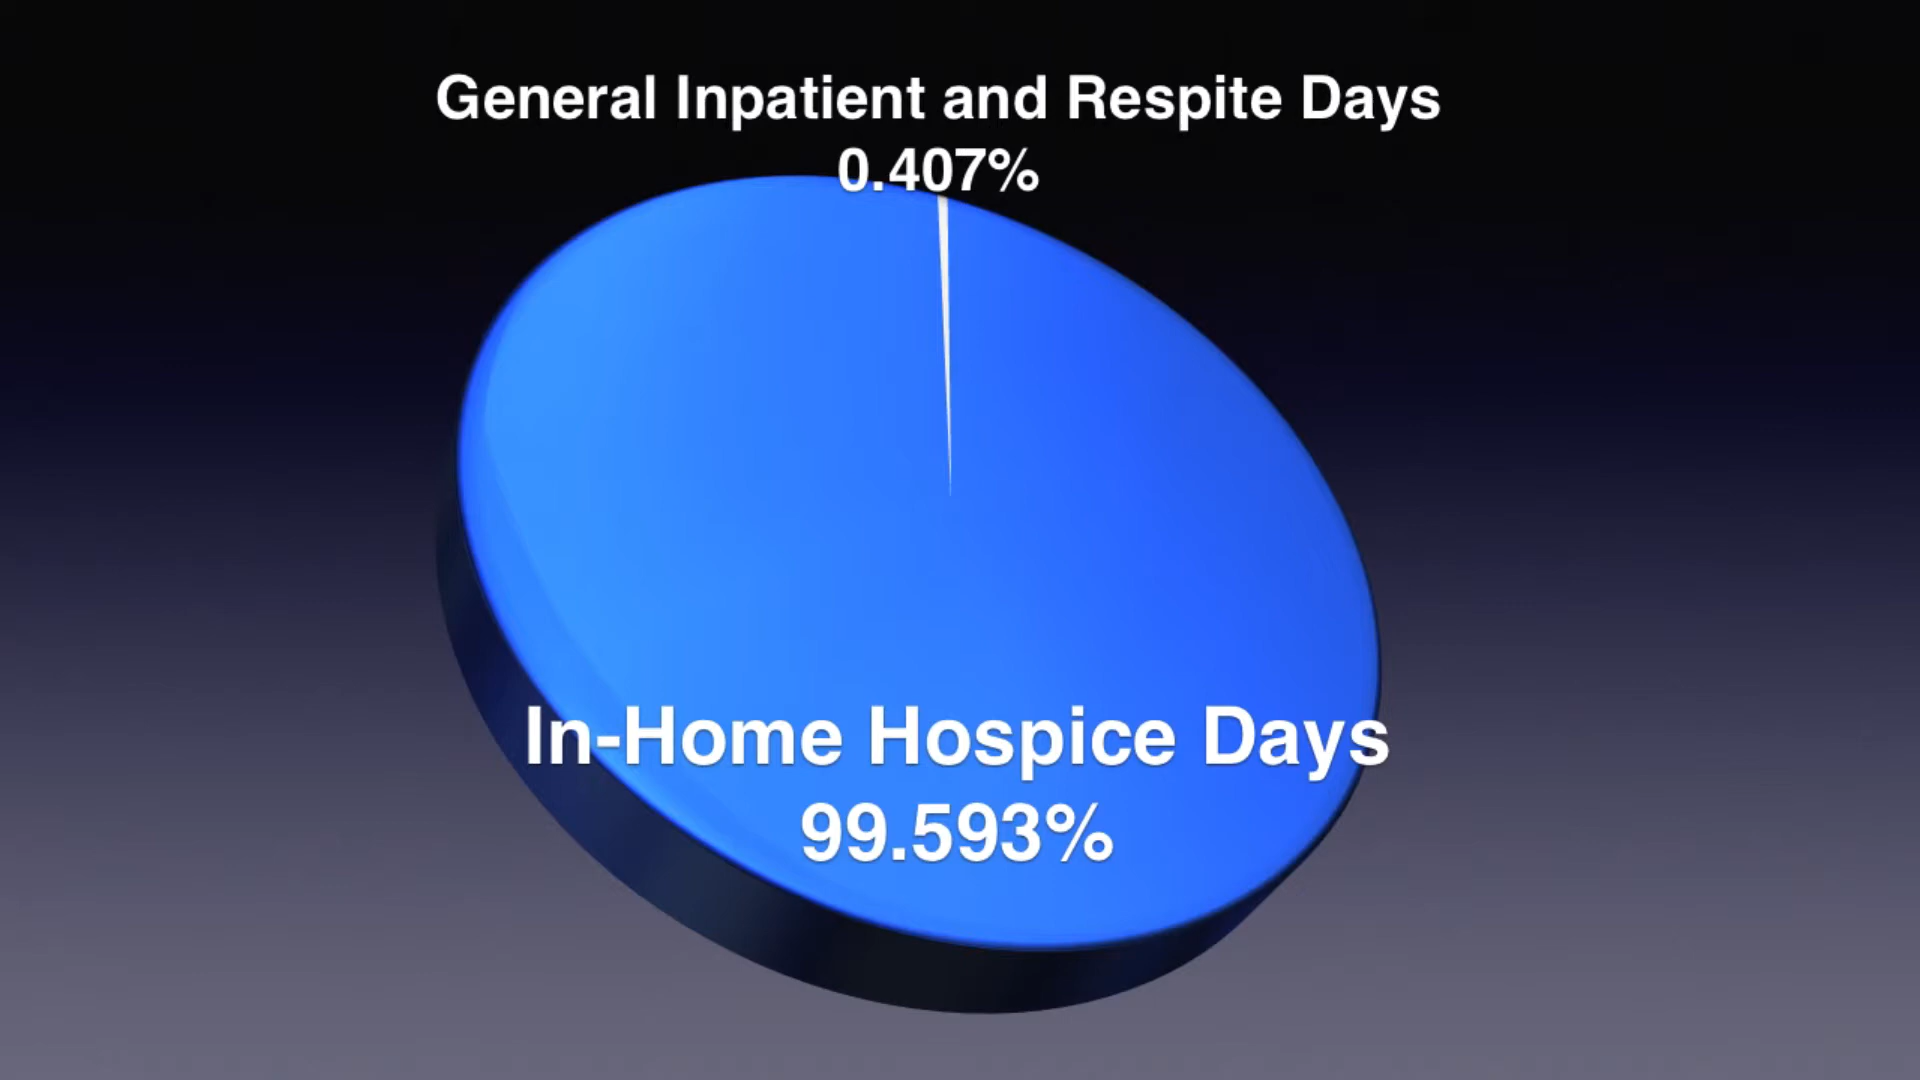 General Inpatient and Respite Days
0.407%
In-Home Hospice Days
99.593%